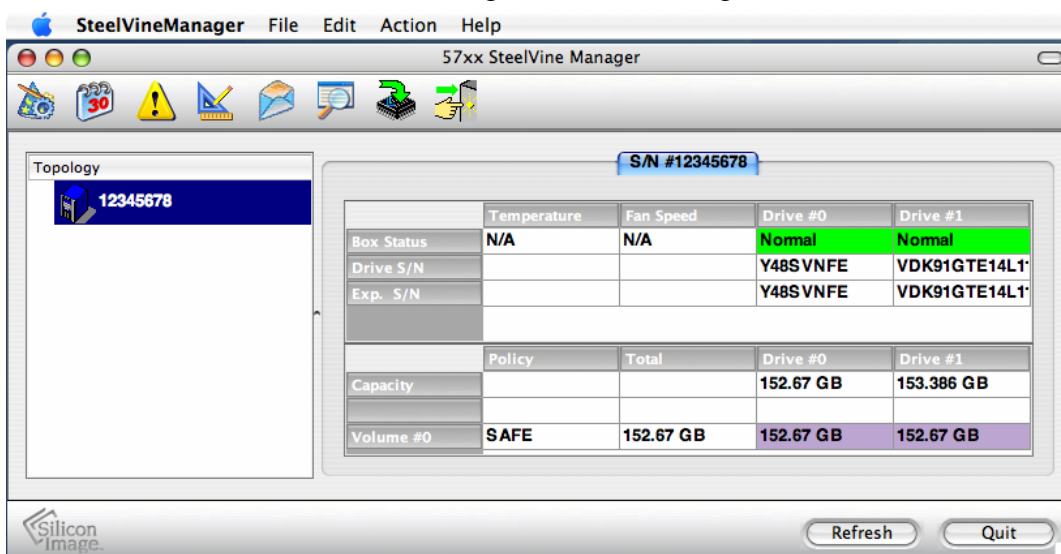 SteelVineManager File Edit Action Help
57xx SteelVine Manager
30
Topology
12345678
S/N #12345678
Temperature Fan Speed Drive #0 Drive #1
Box Status N/A N/A Normal Normal
Drive S/N Y48SVNFE
Exp. S/N Y48SVNFE
Policy Total Drive #0 Drive #1
Capacity 152.67 GB 153.386 GB
Volume #0 SAFE 152.67 GB 152.67 GB 152.67 GB
Silicon
Image.
Refresh Quit